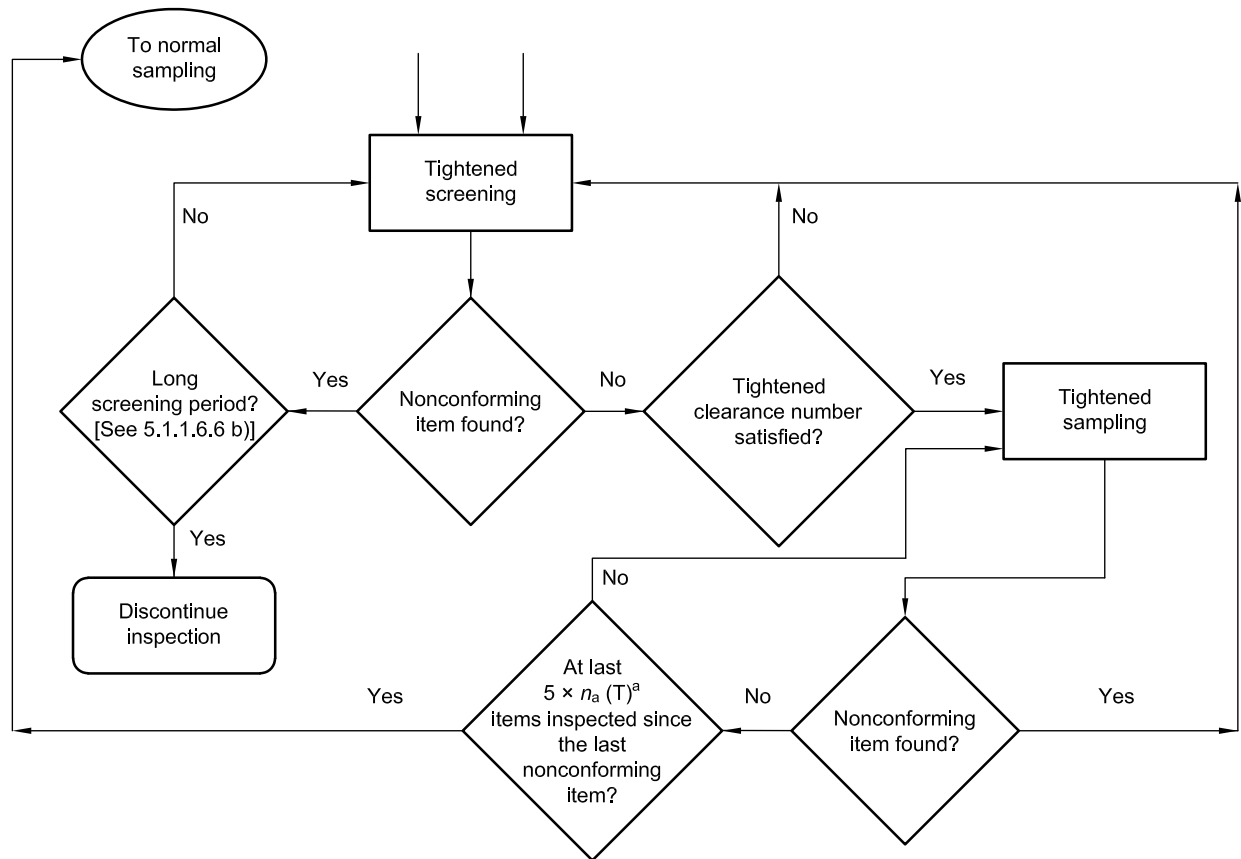 To normal
sampling
Tightened
screening
No
No
Long
screening period?
[See 5.1.1.6.6 b)]
Yes
Nonconforming
item found?
No
Tightened
clearance number
satisfied?
Yes
Tightened
sampling
Yes
Discontinue
inspection
No
Yes
At last
5 × nₐ (T)ᵃ
items inspected since
the last
nonconforming
item?
No
Nonconforming
item found?
Yes